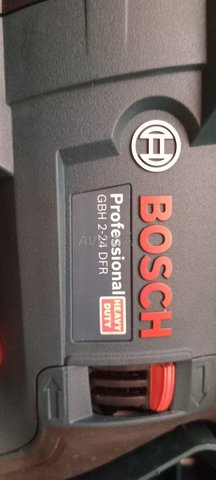 BOSCH
Professional
GBH 2-24 DFR
HEAVY
DUTY